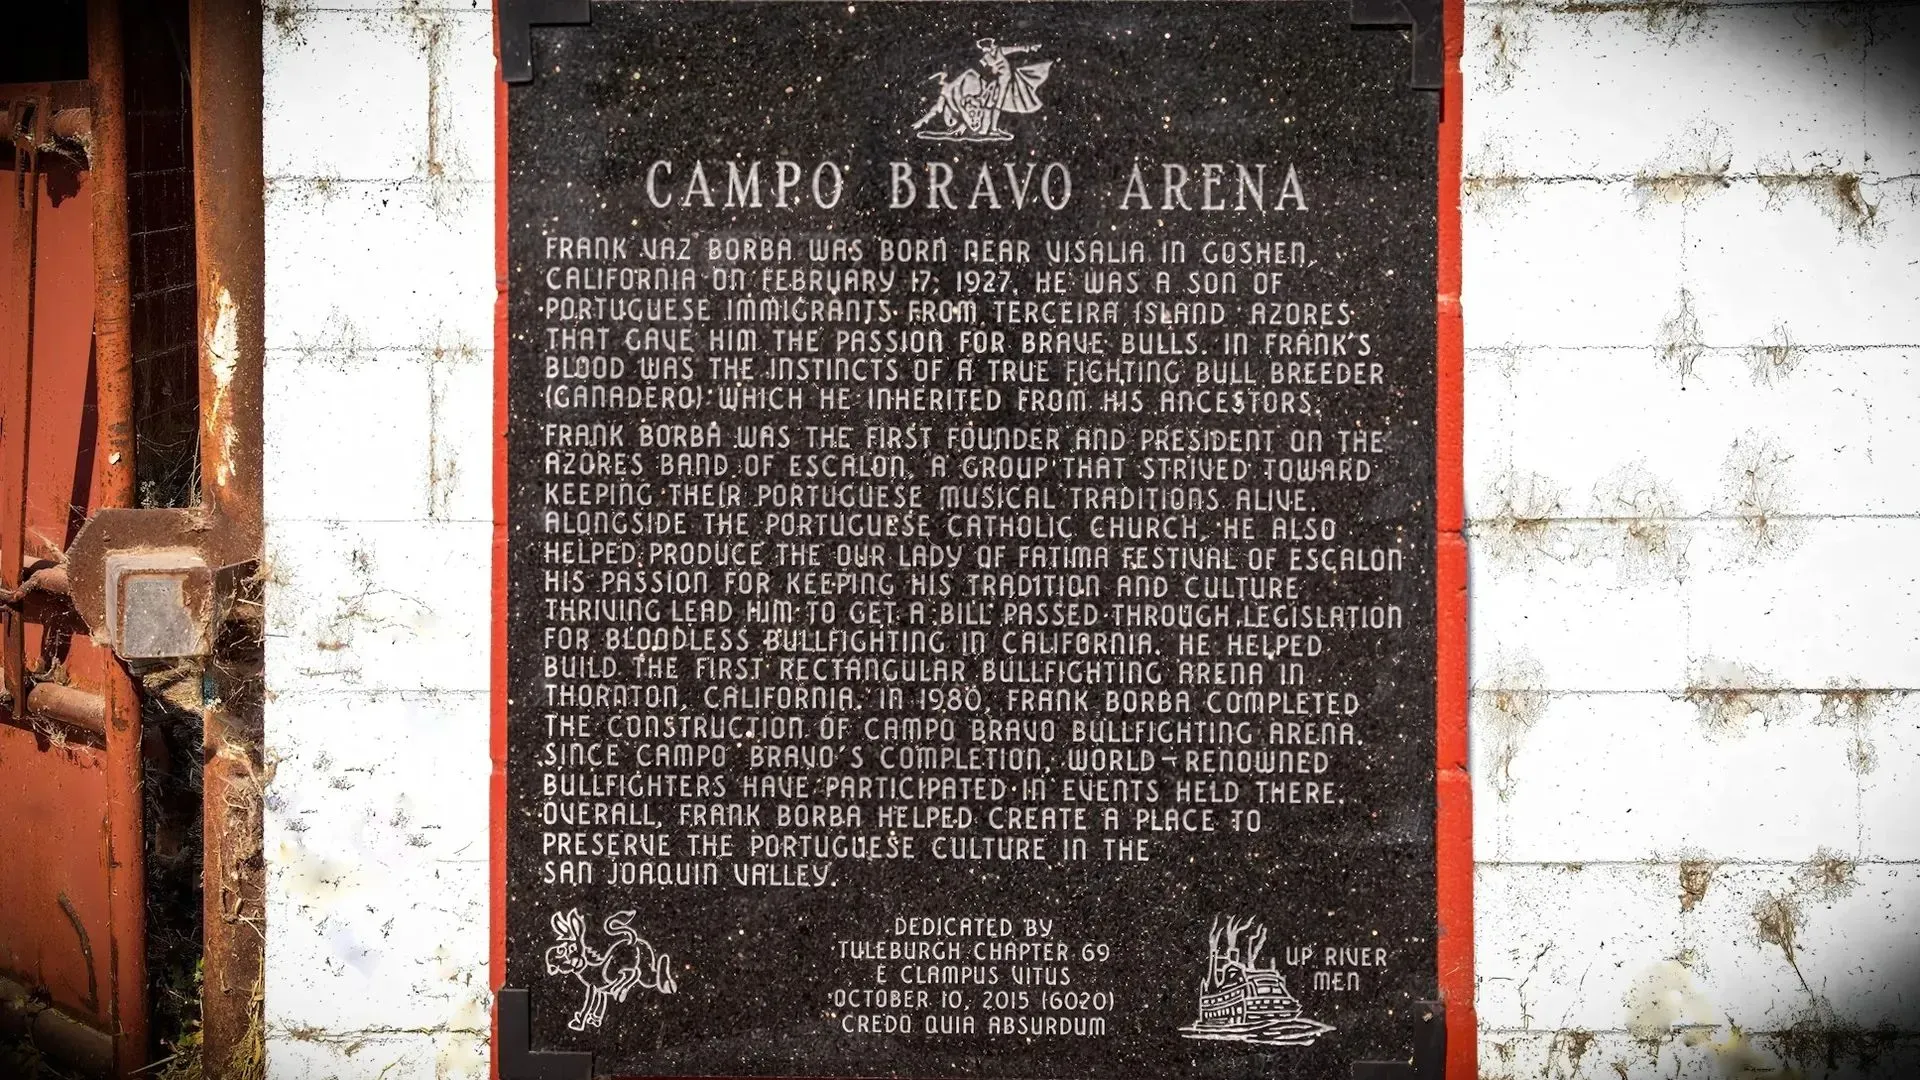 CAMPO BRAVO ARENA
FRANK VAZ BORBA WAS BORN NEAR VISALIA IN GOSHEN,
CALIFORNIA ON FEBRUARY 17, 1927. HE WAS A SON OF
PORTUGUESE IMMIGRANTS FROM TERCEIRA ISLAND AZORES
THAT GAVE HIM THE PASSION FOR BRAVE BULLS. IN FRANK'S
BLOOD WAS THE INSTINCTS OF A TRUE FIGHTING BULL BREEDER
(GANADERO) WHICH HE INHERITED FROM HIS ANCESTORS.
FRANK BORBA WAS THE FIRST FOUNDER AND PRESIDENT ON THE
AZORES BAND OF ESCALON, A GROUP THAT STRIVED TOWARD
KEEPING THEIR PORTUGUESE MUSICAL TRADITIONS ALIVE.
ALONGSIDE THE PORTUGUESE CATHOLIC CHURCH, HE ALSO
HELPED PRODUCE THE OUR LADY OF FATIMA FESTIVAL OF ESCALON
HIS PASSION FOR KEEPING HIS TRADITION AND CULTURE
THRIVING LEAD HIM TO GET A BILL PASSED THROUGH LEGISLATION
FOR BLOODLESS BULLFIGHTING IN CALIFORNIA. HE HELPED
BUILD THE FIRST RECTANGULAR BULLFIGHTING ARENA IN
THORNTON, CALIFORNIA. IN 1980, FRANK BORBA COMPLETED
THE CONSTRUCTION OF CAMPO BRAVO BULLFIGHTING ARENA.
SINCE CAMPO BRAVO'S COMPLETION, WORLD-RENOWNED
BULLFIGHTERS HAVE PARTICIPATED IN EVENTS HELD THERE.
OVERALL, FRANK BORBA HELPED CREATE A PLACE TO
PRESERVE THE PORTUGUESE CULTURE IN THE
SAN JOAQUIN VALLEY.
DEDICATED BY
TULEBURGH CHAPTER 69
E CLAMPUS VITUS
OCTOBER 10, 2015 (6020)
CREDO QUIA ABSURDUM
UP RIVER
MEN